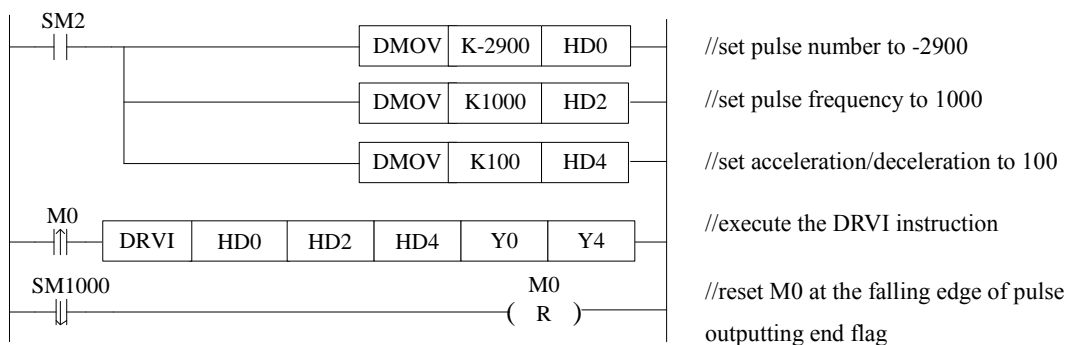 SM2
DMOV K-2900 HD0 //set pulse number to -2900
DMOV K1000 HD2 //set pulse frequency to 1000
DMOV K100 HD4 //set acceleration/deceleration to 100
M0
DRVI HD0 HD2 HD4 Y0 Y4 //execute the DRVI instruction
SM1000 M0
( R ) //reset M0 at the falling edge of pulse
outputting end flag